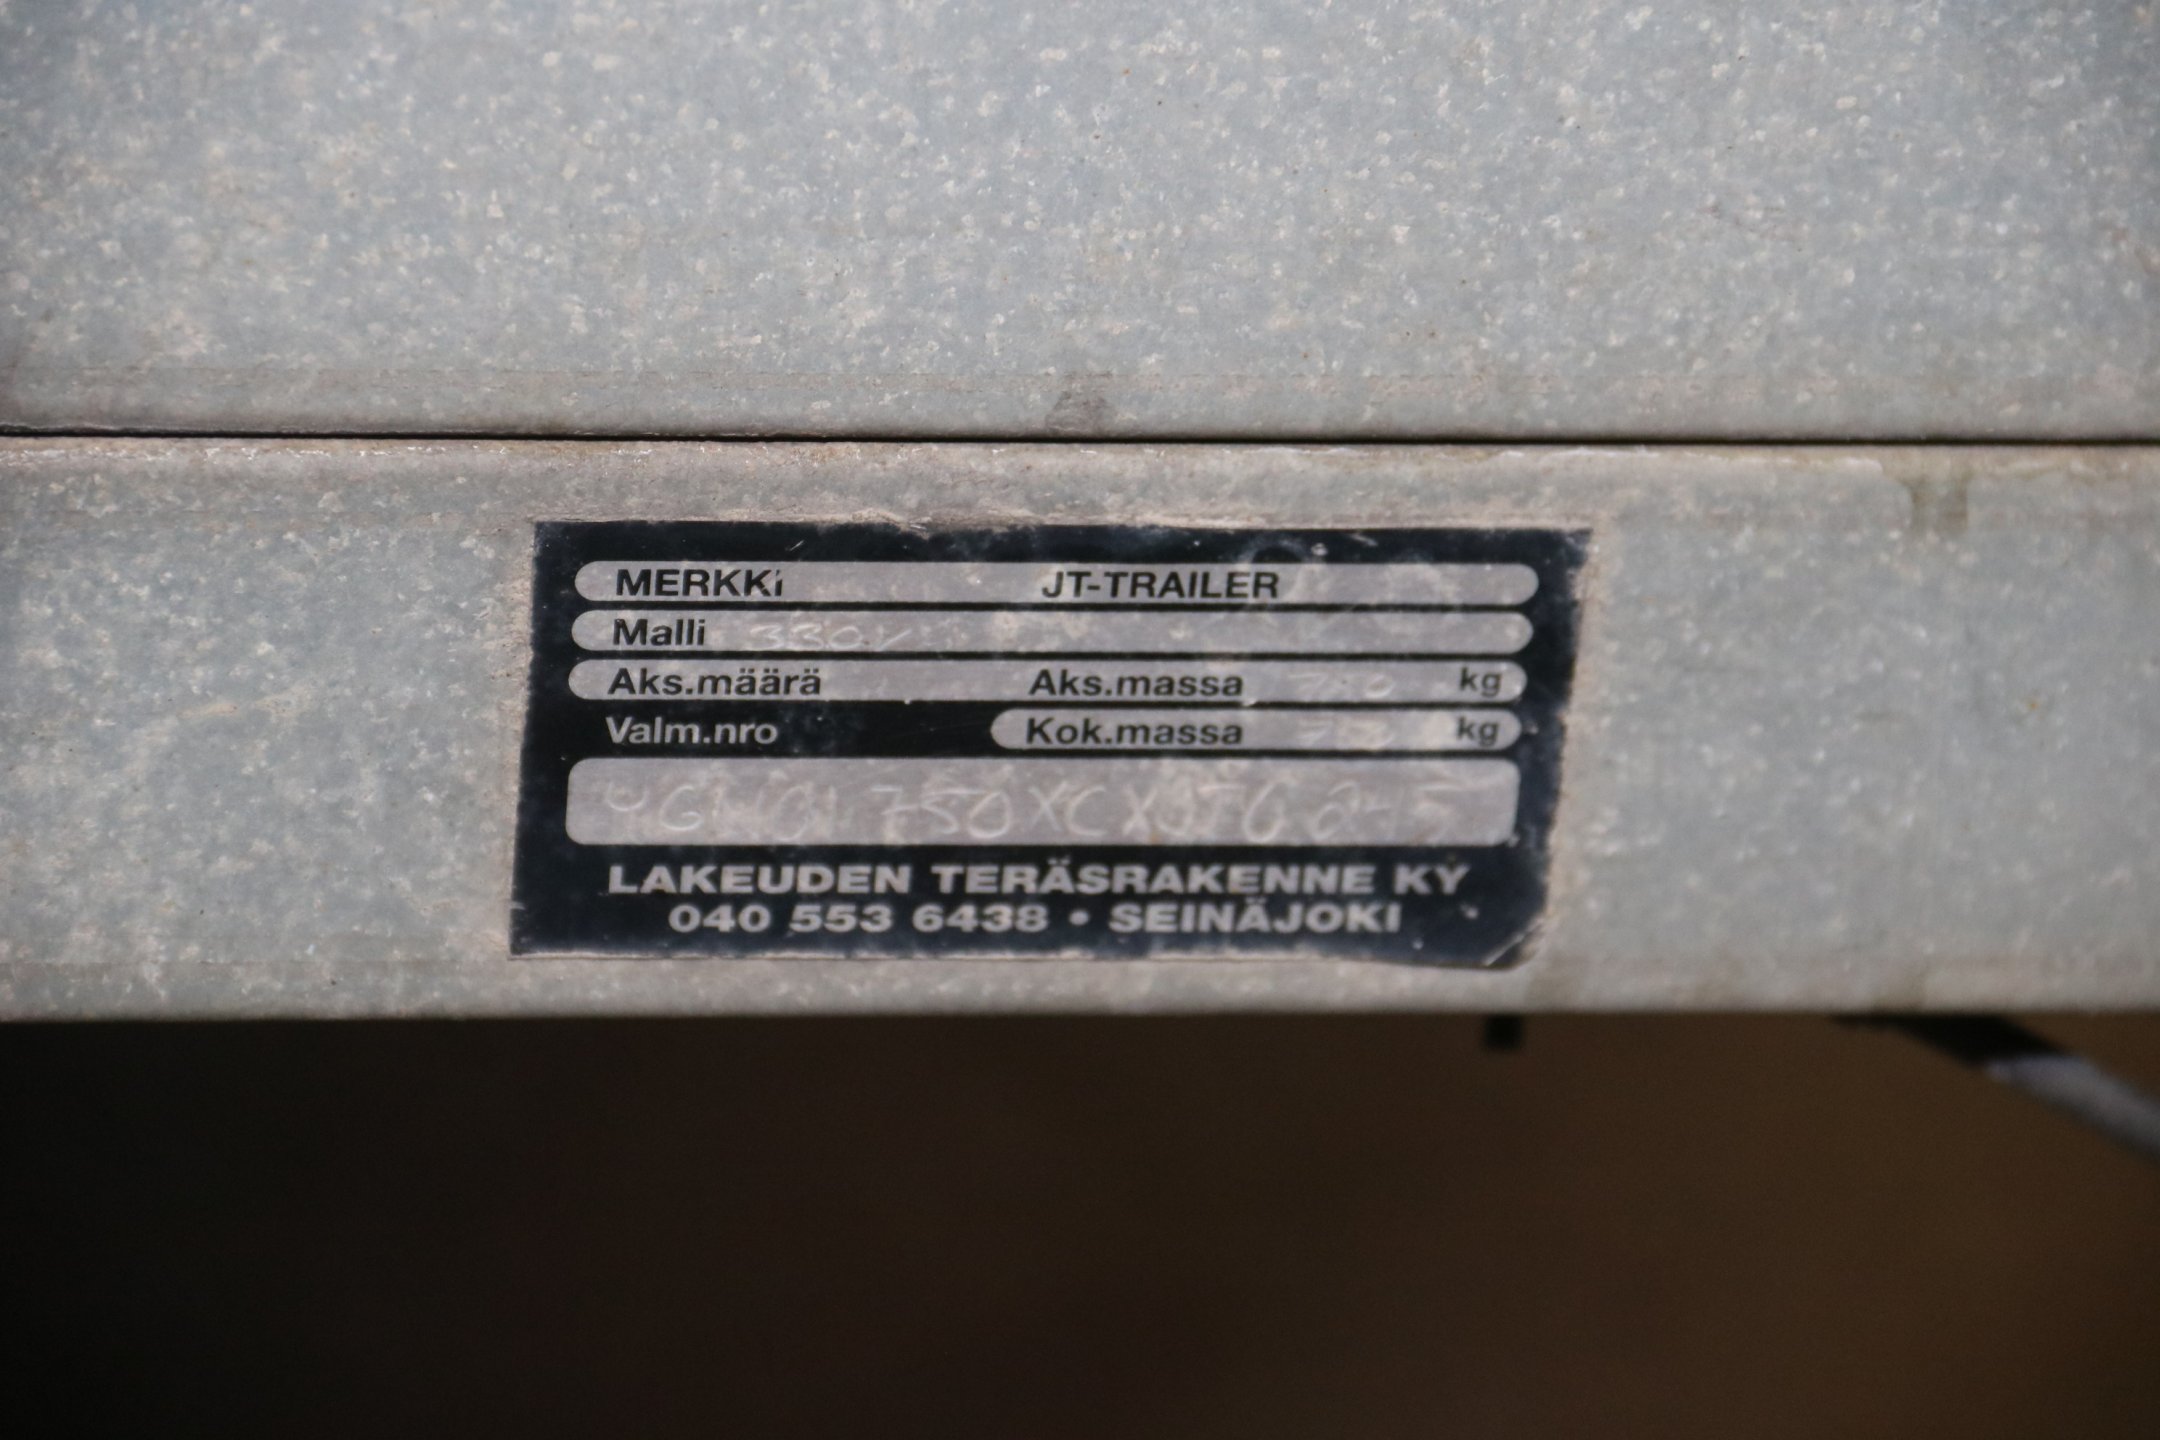 MERKKi JT-TRAILER
Malli 330V
Aks.määrä Aks.massa kg
Valm.nro Kok.massa kg
LAKEUDEN TERÄSRAKENNE KY
040 553 6438 • SEINÄJOKI